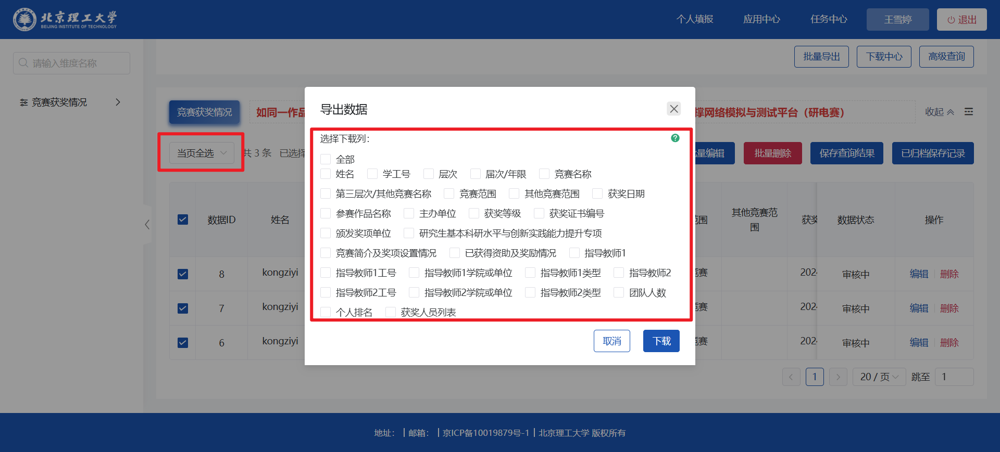 北京理工大学
BEIJING INSTITUTE OF TECHNOLOGY
个人填报 应用中心 任务中心 王雪婷 退出
请输入维度名称
竞赛获奖情况
批量导出 下载中心 高级查询
导出数据
竞赛获奖情况 如同一作品 撑网络模拟与测试平台（研电赛） 收起
选择下载列：
当页全选 共 3 条 已选择 量编辑 批量删除 保存查询结果 已归档保存记录
全部
姓名 学工号 层次 届次/年限 竞赛名称
第三层次/其他竞赛名称 竞赛范围 其他竞赛范围 获奖日期
参赛作品名称 主办单位 获奖等级 获奖证书编号
颁发奖项单位 研究生基本科研水平与创新实践能力提升专项
竞赛简介及奖项设置情况 已获得资助及奖励情况 指导教师1
指导教师1工号 指导教师1学院或单位 指导教师1类型 指导教师2
指导教师2工号 指导教师2学院或单位 指导教师2类型 团队人数
个人排名 获奖人员列表
取消 下载
数据ID 姓名 范围 其他竞赛范
围 获奖 数据状态 操作
8 kongziyi 竞赛 202 审核中 编辑 删除
7 kongziyi 竞赛 202 审核中 编辑 删除
6 kongziyi 竞赛 202 审核中 编辑 删除
1 20 / 页 跳至 1
地址： | 邮箱： | 京ICP备10019879号-1 | 北京理工大学 版权所有